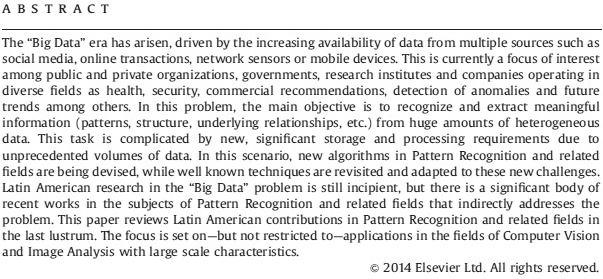 A B S T R A C T
The “Big Data” era has arisen, driven by the increasing availability of data from multiple sources such as
social media, online transactions, network sensors or mobile devices. This is currently a focus of interest
among public and private organizations, governments, research institutes and companies operating in
diverse fields as health, security, commercial recommendations, detection of anomalies and future
trends among others. In this problem, the main objective is to recognize and extract meaningful
information (patterns, structure, underlying relationships, etc.) from huge amounts of heterogeneous
data. This task is complicated by new, significant storage and processing requirements due to
unprecedented volumes of data. In this scenario, new algorithms in Pattern Recognition and related
fields are being devised, while well known techniques are revisited and adapted to these new challenges.
Latin American research in the “Big Data” problem is still incipient, but there is a significant body of
recent works in the subjects of Pattern Recognition and related fields that indirectly addresses the
problem. This paper reviews Latin American contributions in Pattern Recognition and related fields in
the last lustrum. The focus is set on—but not restricted to—applications in the fields of Computer Vision
and Image Analysis with large scale characteristics.
© 2014 Elsevier Ltd. All rights reserved.